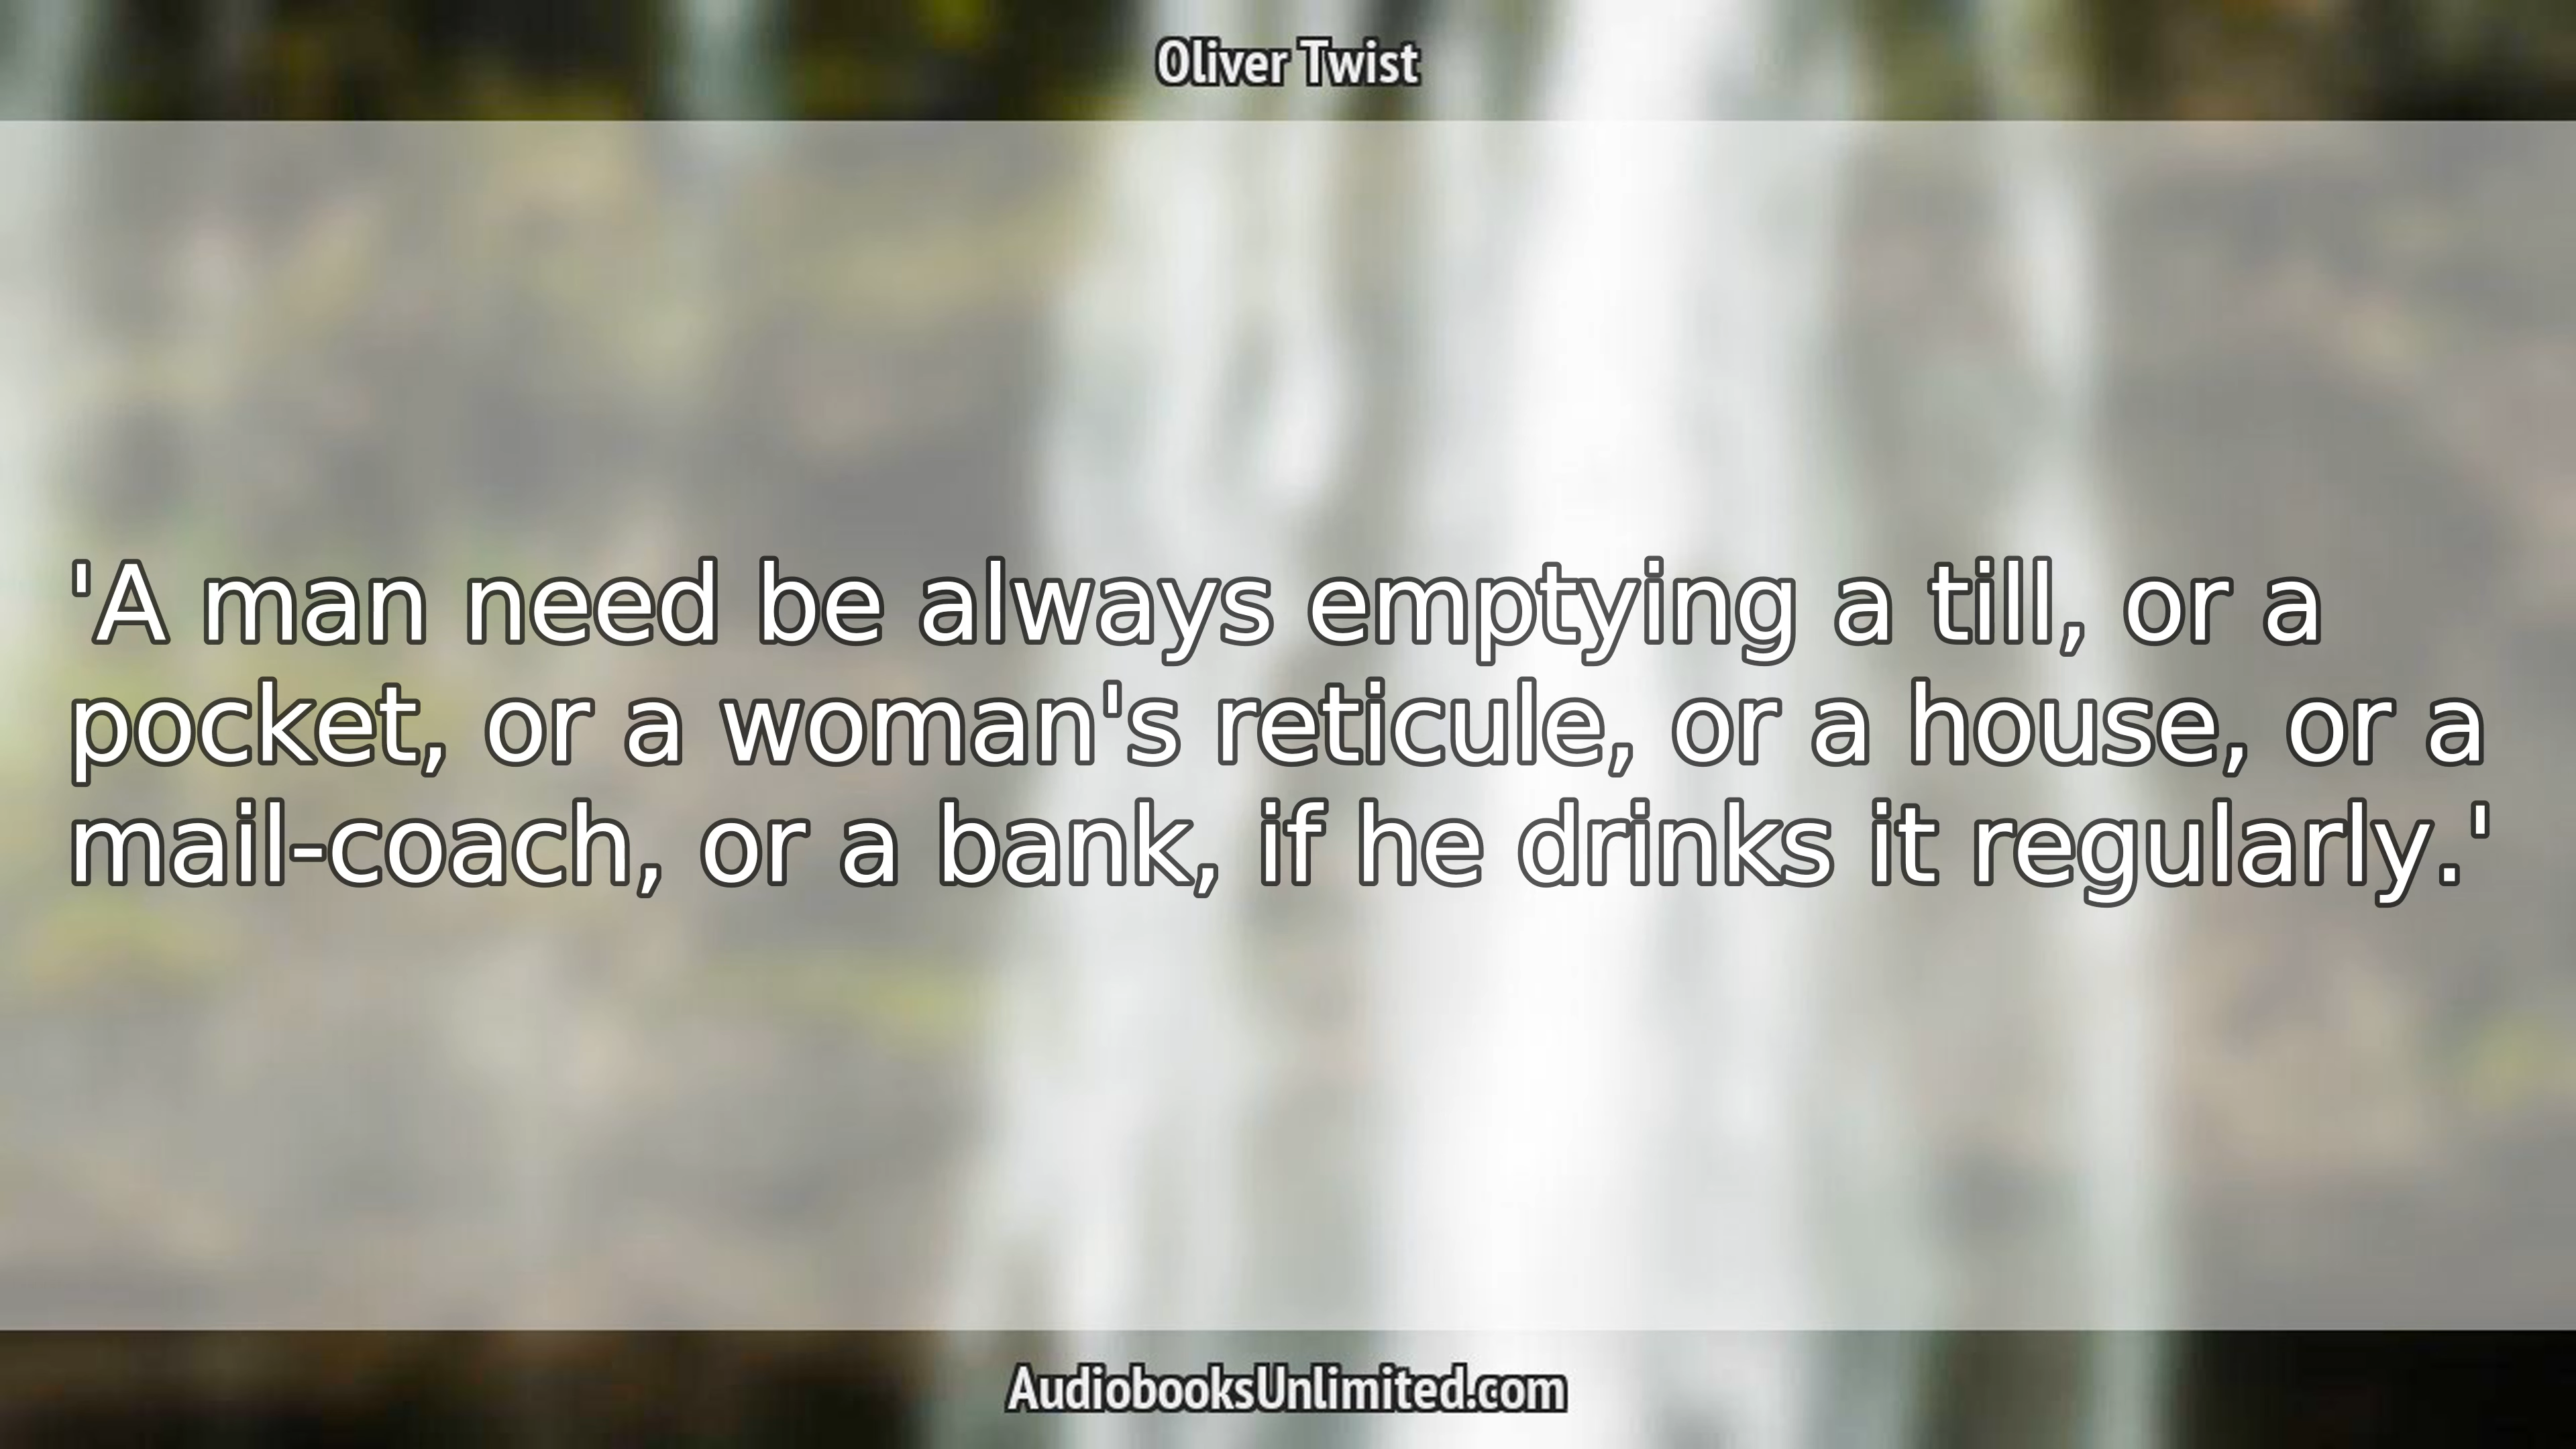 Oliver Twist
'A man need be always emptying a till, or a
pocket, or a woman's reticule, or a house, or a
mail-coach, or a bank, if he drinks it regularly.'
AudiobooksUnlimited.com